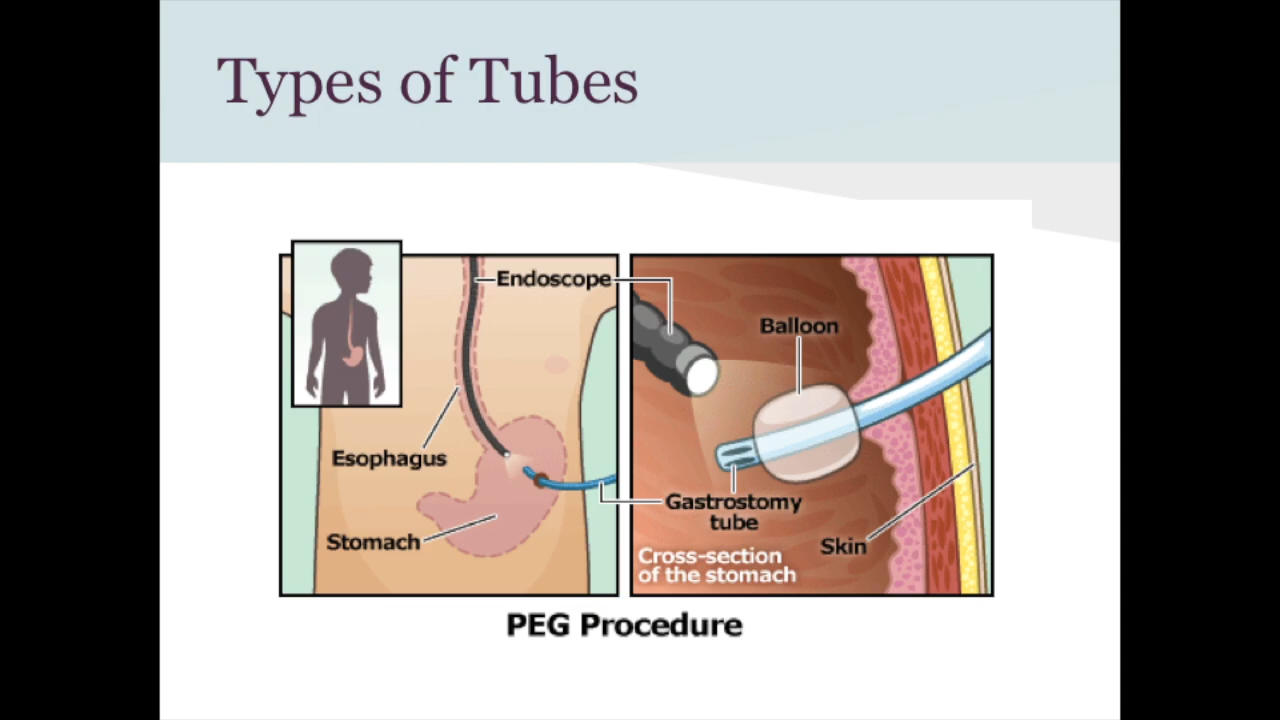 Types of Tubes
Endoscope
Esophagus
Stomach
Balloon
Gastrostomy
tube
Skin
Cross-section
of the stomach
PEG Procedure